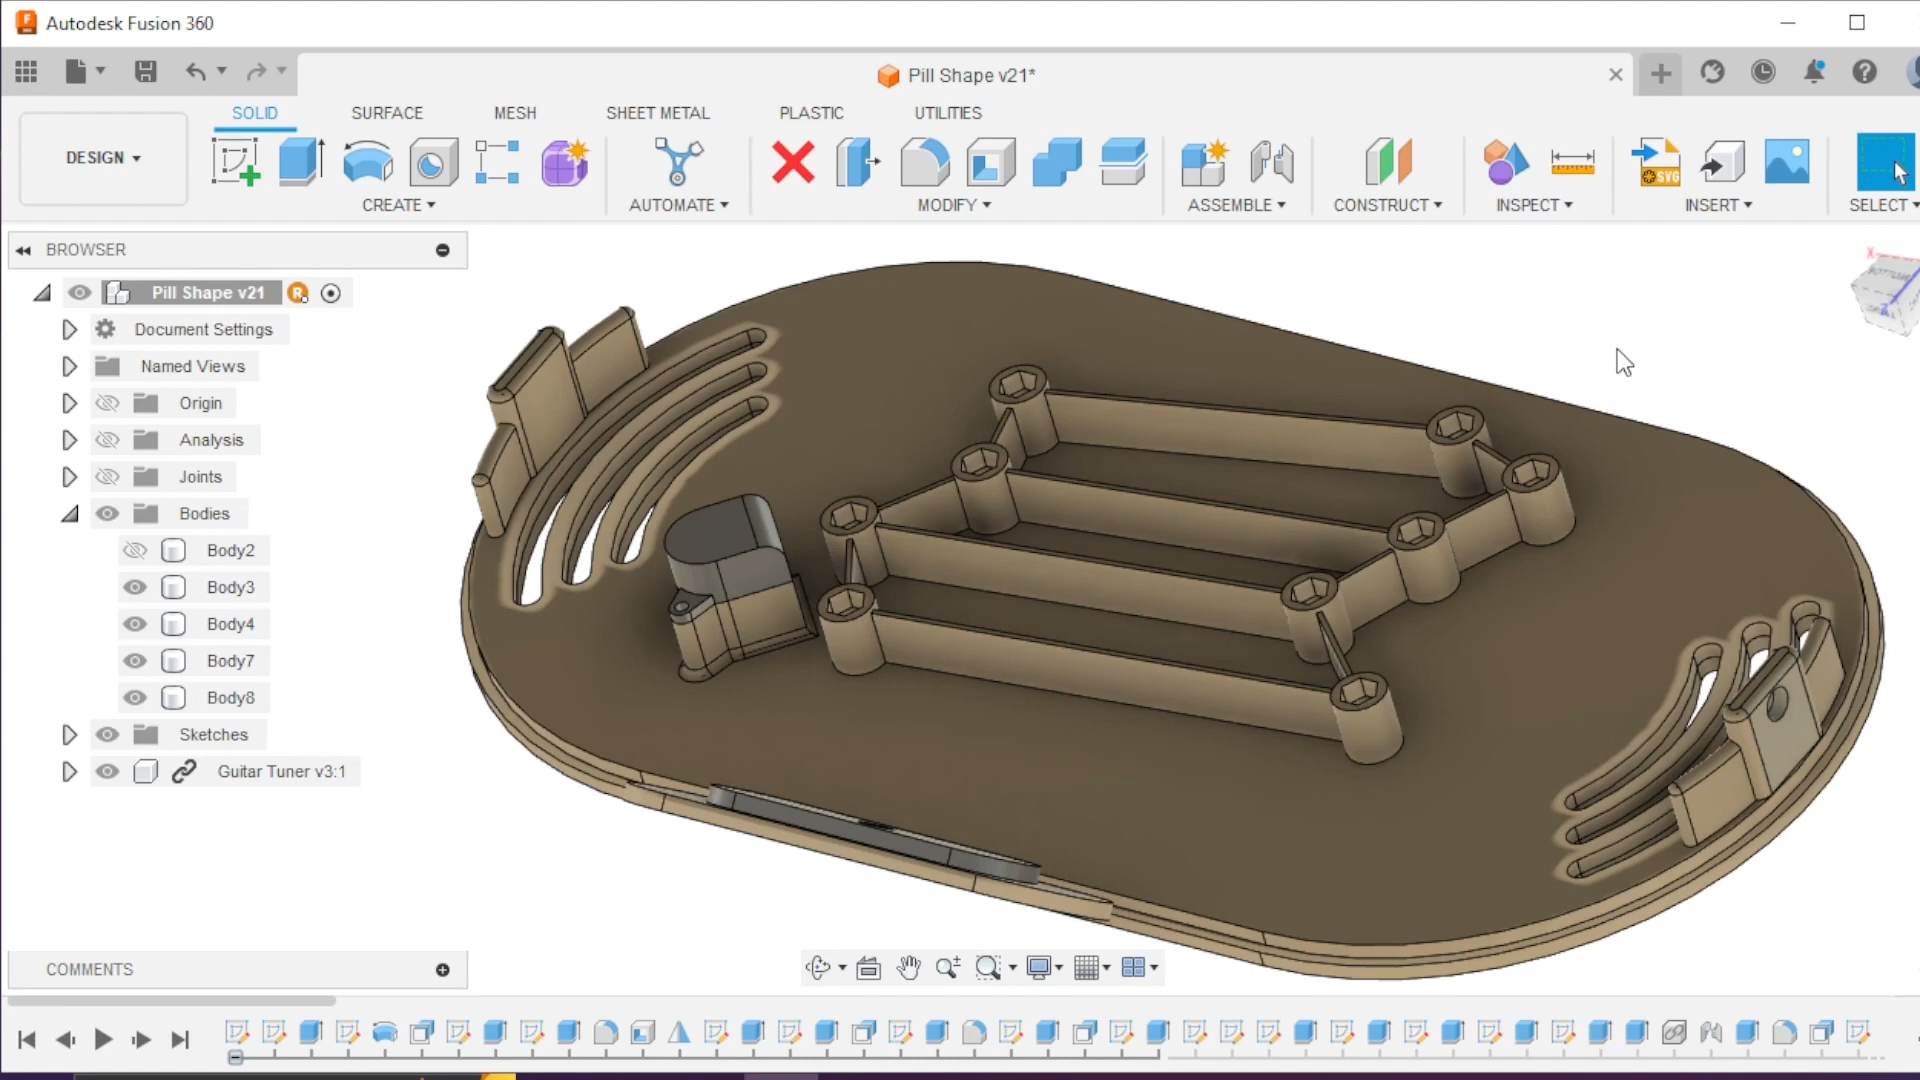 Autodesk Fusion 360
Pill Shape v21*
SOLID SURFACE MESH SHEET METAL PLASTIC UTILITIES
DESIGN
SVG
CREATE AUTOMATE MODIFY ASSEMBLE CONSTRUCT INSPECT INSERT SELECT
BROWSER
Pill Shape v21
Document Settings
Named Views
Origin
Analysis
Joints
Bodies
Body2
Body3
Body4
Body7
Body8
Sketches
Guitar Tuner v3:1
COMMENTS
X
BOTTOM
Z